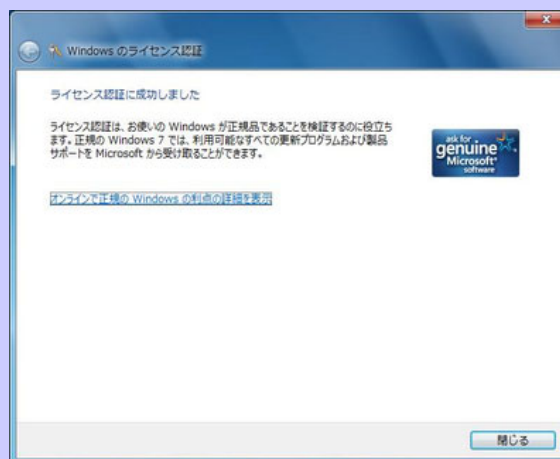 Windows のライセンス認証
ライセンス認証に成功しました
ライセンス認証は、お使いの Windows が正規品であることを検証するのに役立ち
ます。正規の Windows 7 では、利用可能なすべての更新プログラムおよび製品
サポートを Microsoft から受け取ることができます。
ask for
genuine
Microsoft®
software
オンラインで正規の Windows の利点の詳細を表示
閉じる